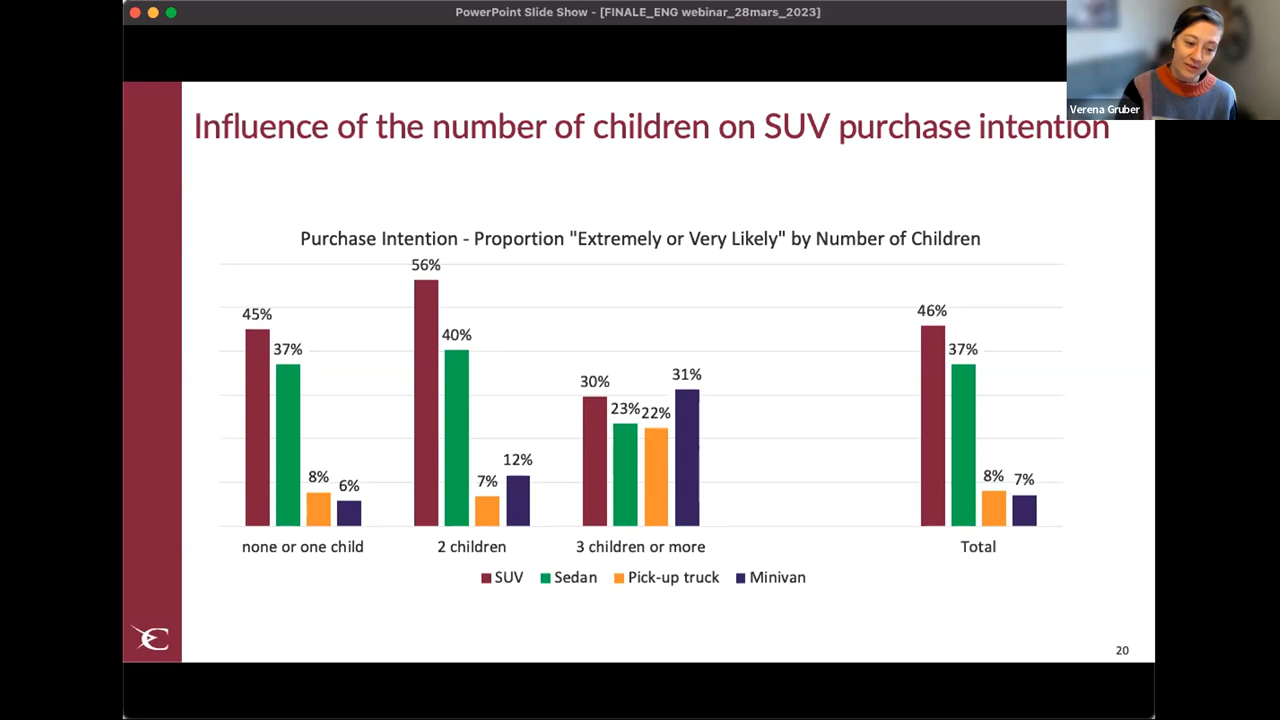 PowerPoint Slide Show - [FINALE_ENG webinar_28mars_2023]
Verena Gruber
Influence of the number of children on SUV purchase intention
Purchase Intention - Proportion "Extremely or Very Likely" by Number of Children
45% 37% 8% 6%
56% 40% 7% 12%
30% 23% 22% 31%
46% 37% 8% 7%
none or one child 2 children 3 children or more Total
SUV Sedan Pick-up truck Minivan
20